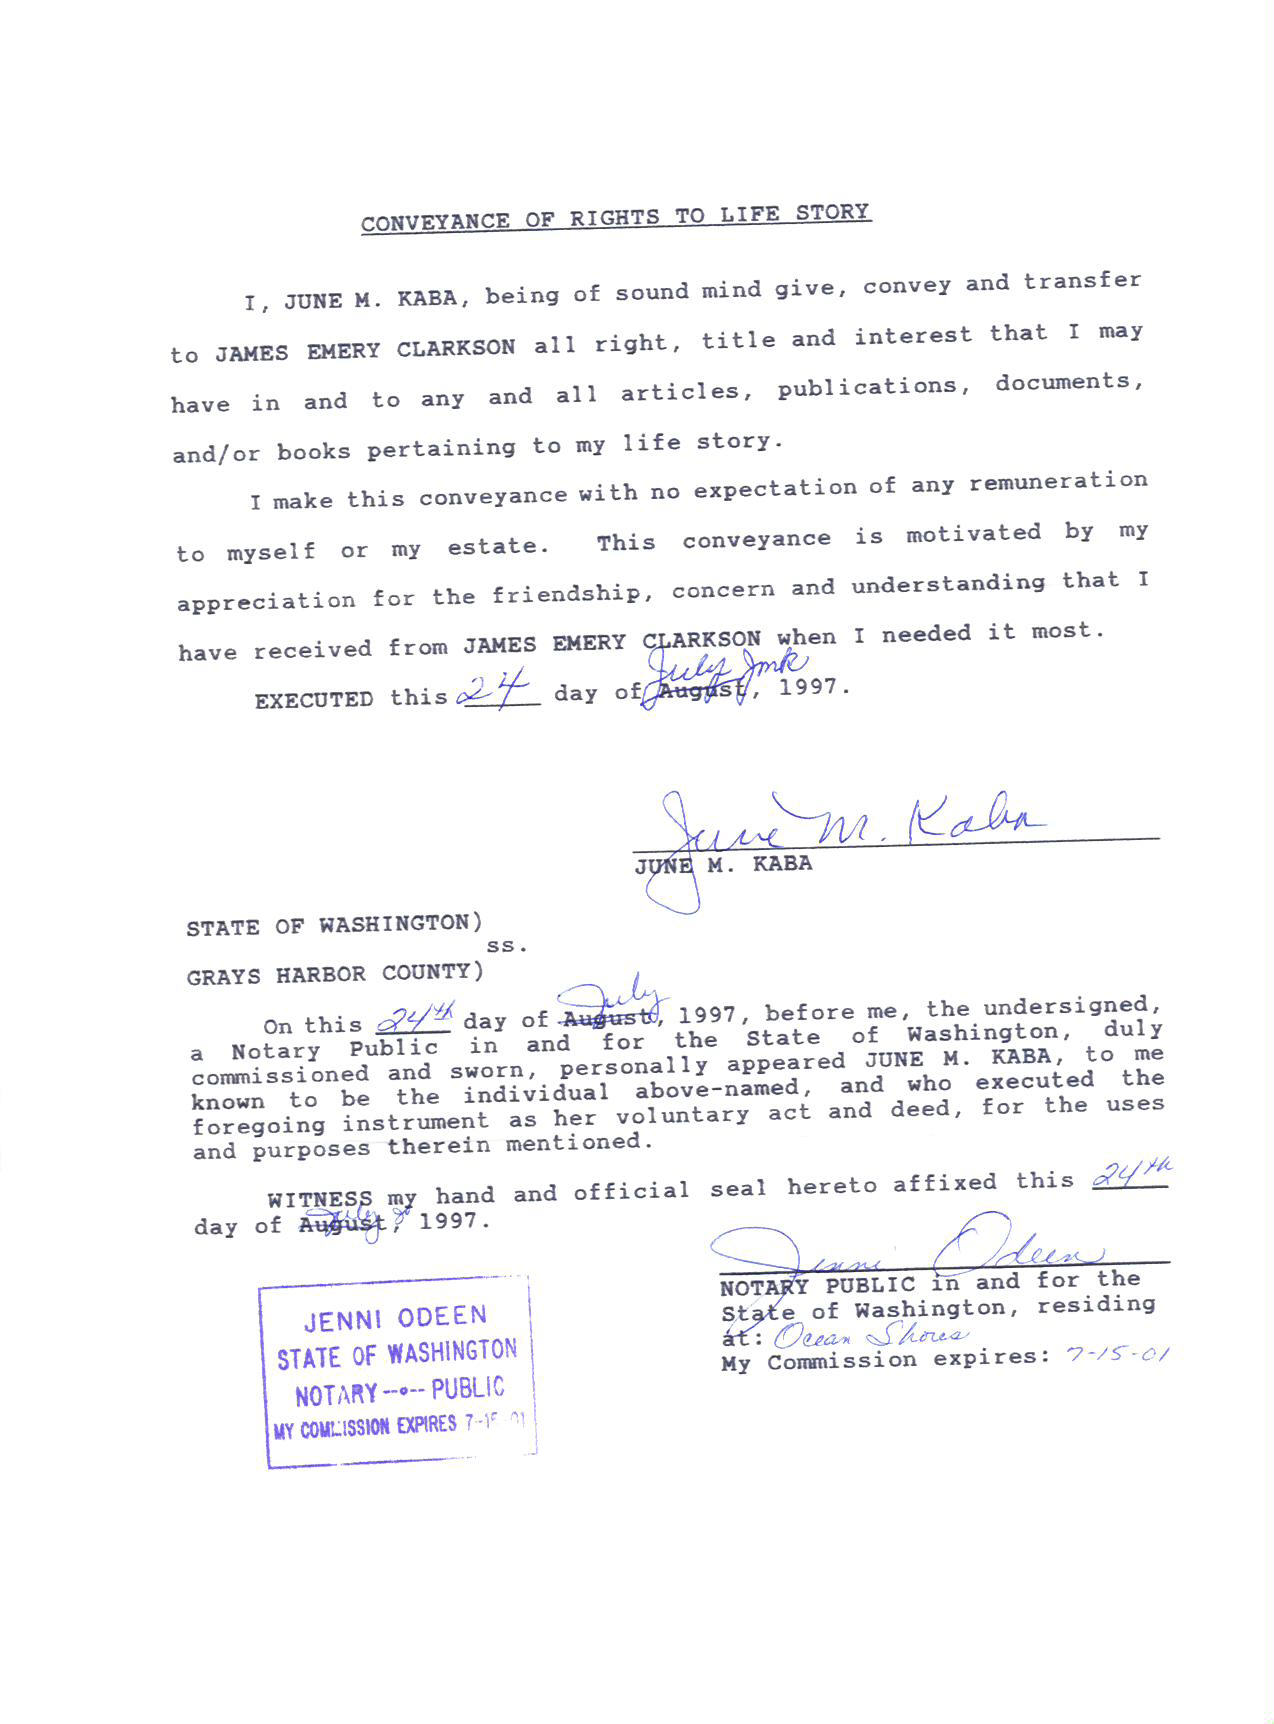 CONVEYANCE OF RIGHTS TO LIFE STORY
I, JUNE M. KABA, being of sound mind give, convey and transfer
to JAMES EMERY CLARKSON all right, title and interest that I may
have in and to any and all articles, publications, documents,
and/or books pertaining to my life story.
I make this conveyance with no expectation of any remuneration
to myself or my estate. This conveyance is motivated by my
appreciation for the friendship, concern and understanding that I
have received from JAMES EMERY CLARKSON when I needed it most.
July JMK
EXECUTED this 24 day of August, 1997.
June M. Kaba
JUNE M. KABA
STATE OF WASHINGTON)
ss.
GRAYS HARBOR COUNTY)
July
On this 24th day of August, 1997, before me, the undersigned,
a Notary Public in and for the State of Washington, duly
commissioned and sworn, personally appeared JUNE M. KABA, to me
known to be the individual above-named, and who executed the
foregoing instrument as her voluntary act and deed, for the uses
and purposes therein mentioned.
WITNESS my hand and official seal hereto affixed this 24th
July
day of August, 1997.
Jenni Odeen
NOTARY PUBLIC in and for the
State of Washington, residing
at: Ocean Shores
My Commission expires: 7-15-01
JENNI ODEEN
STATE OF WASHINGTON
NOTARY--•--PUBLIC
MY COMMISSION EXPIRES 7-15-01